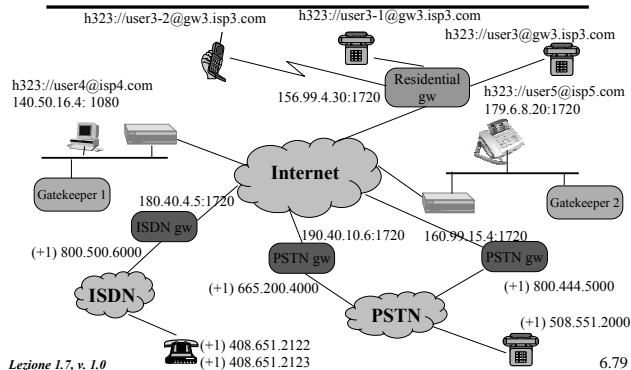 h323://user3-2@gw3.isp3.com
h323://user3-1@gw3.isp3.com
h323://user3@gw3.isp3.com
h323://user4@isp4.com
140.50.16.4: 1080
156.99.4.30:1720
Residential
gw
h323://user5@isp5.com
179.6.8.20:1720
Internet
Gatekeeper 1
180.40.4.5:1720
Gatekeeper 2
ISDN gw
190.40.10.6:1720
160.99.15.4:1720
(+1) 800.500.6000
PSTN gw
PSTN gw
(+1) 665.200.4000
(+1) 800.444.5000
ISDN
PSTN
(+1) 508.551.2000
(+1) 408.651.2122
(+1) 408.651.2123
Lezione 1.7, v. 1.0
6.79